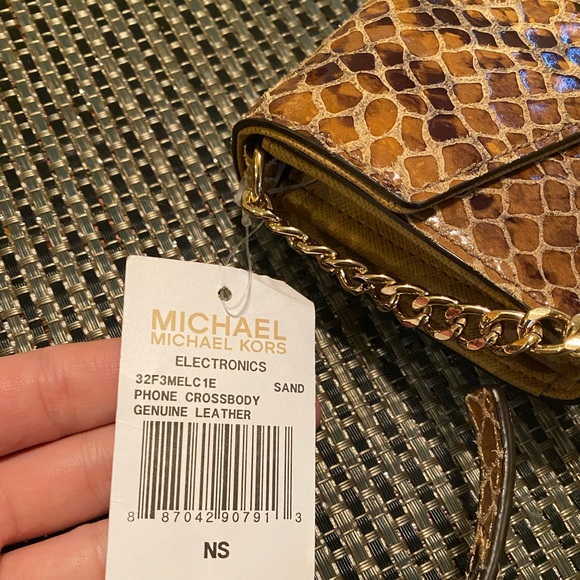 MICHAEL
MICHAEL KORS
ELECTRONICS
32F3MELC1E SAND
PHONE CROSSBODY
GENUINE LEATHER
8 87042 90791 3
NS